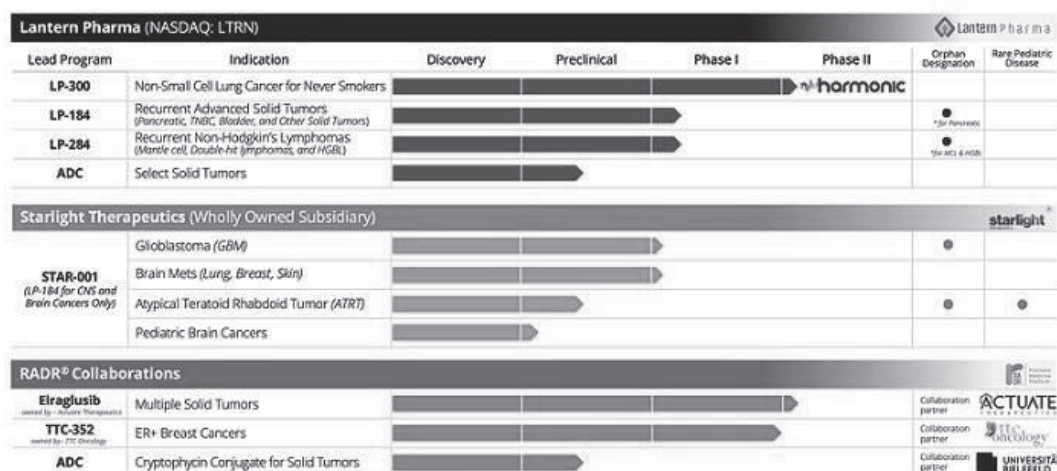 Lantern Pharma (NASDAQ: LTRN)
Lantern Pharma
Lead Program Indication Discovery Preclinical Phase I Phase II Orphan Designation Rare Pediatric Disease
LP-300 Non-Small Cell Lung Cancer for Never Smokers harmonic
LP-184 Recurrent Advanced Solid Tumors
(Pancreatic, TNBC, Bladder, and Other Solid Tumors) * for Pancreatic
LP-284 Recurrent Non-Hodgkin's Lymphomas
(Mantle cell, Double-hit lymphomas, and HGBL) *for MCL & HGBL
ADC Select Solid Tumors
Starlight Therapeutics (Wholly Owned Subsidiary)
starlight
STAR-001
(LP-184 for CNS and
Brain Cancers Only)
Glioblastoma (GBM)
Brain Mets (Lung, Breast, Skin)
Atypical Teratoid Rhabdoid Tumor (ATRT)
Pediatric Brain Cancers
RADR® Collaborations
Elraglusib Multiple Solid Tumors Collaboration partner ACTUATE
owned by - Actuate Therapeutics THERAPEUTICS
TTC-352 ER+ Breast Cancers Collaboration partner ttc oncology
owned by- TTC Oncology
ADC Cryptophycin Conjugate for Solid Tumors Collaboration partner UNIVERSITÄT
BIELEFELD